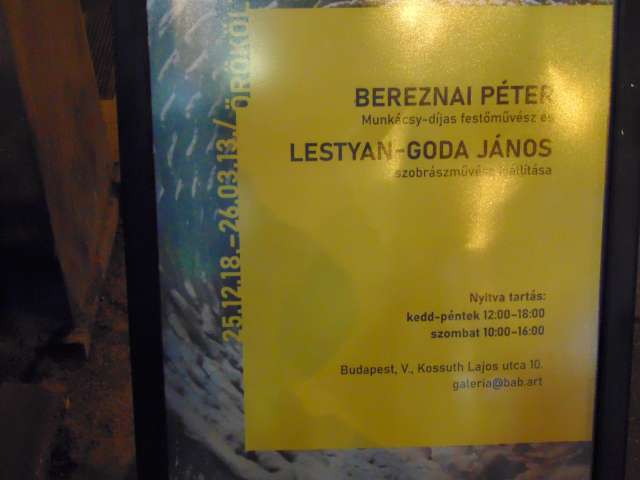 25.12.18.–26.03.13./ ÖRÖKÖL
BEREZNAI PÉTER
Munkácsy-díjas festőművész és
LESTYAN-GODA JÁNOS
szobrászművész kiállítása
Nyitva tartás:
kedd–péntek 12:00–18:00
szombat 10:00–16:00
Budapest, V., Kossuth Lajos utca 10.
galeria@bab.art